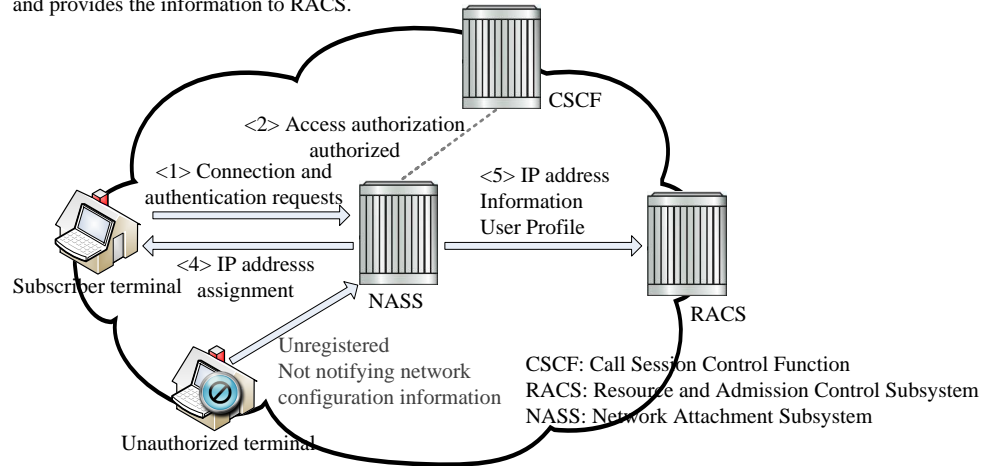 and provides the information to RACS.
CSCF
<2> Access authorization
authorized
<1> Connection and
authentication requests
<5> IP address
Information
User Profile
<4> IP addresss
assignment
Subscriber terminal
NASS
RACS
Unregistered
Not notifying network
configuration information
CSCF: Call Session Control Function
RACS: Resource and Admission Control Subsystem
NASS: Network Attachment Subsystem
Unauthorized terminal